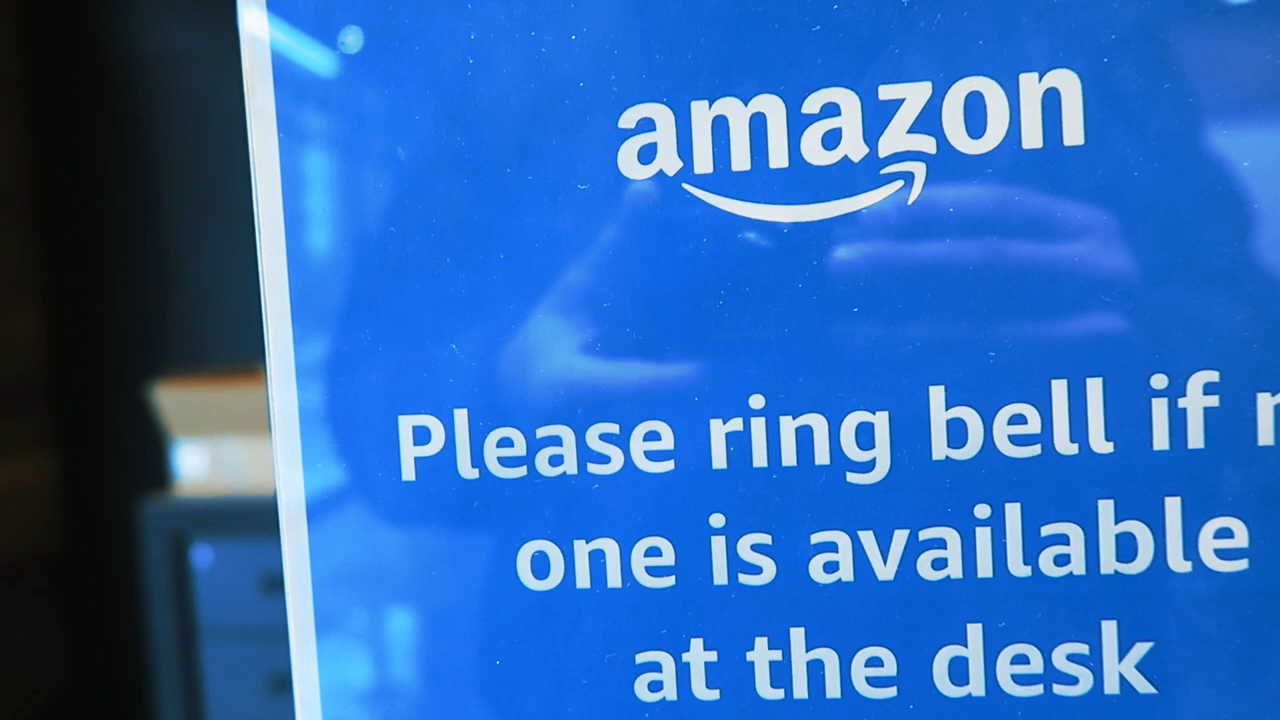 amazon
Please ring bell if
one is available
at the desk